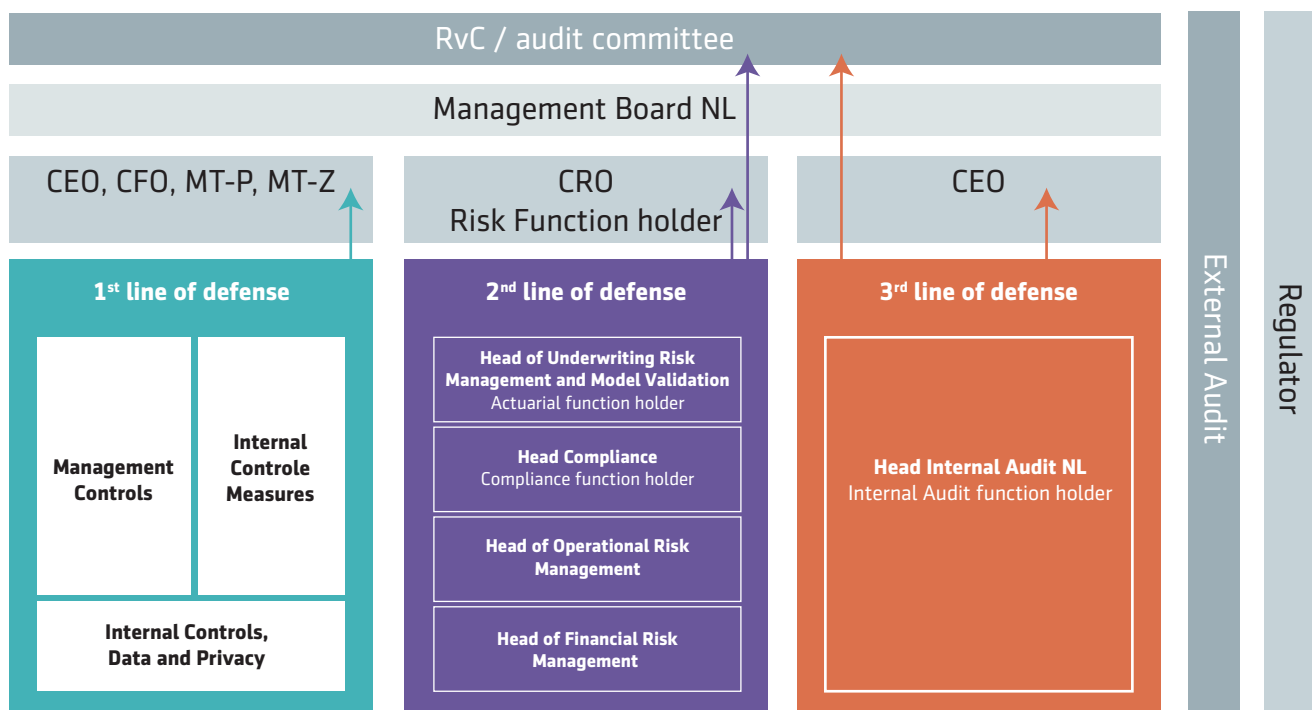 RvC / audit committee
Management Board NL
CEO, CFO, MT-P, MT-Z
CRO
Risk Function holder
CEO
1st line of defense
Management
Controls
Internal
Controle
Measures
Internal Controls,
Data and Privacy
2nd line of defense
Head of Underwriting Risk
Management and Model Validation
Actuarial function holder
Head Compliance
Compliance function holder
Head of Operational Risk
Management
Head of Financial Risk
Management
3rd line of defense
Head Internal Audit NL
Internal Audit function holder
External Audit
Regulator